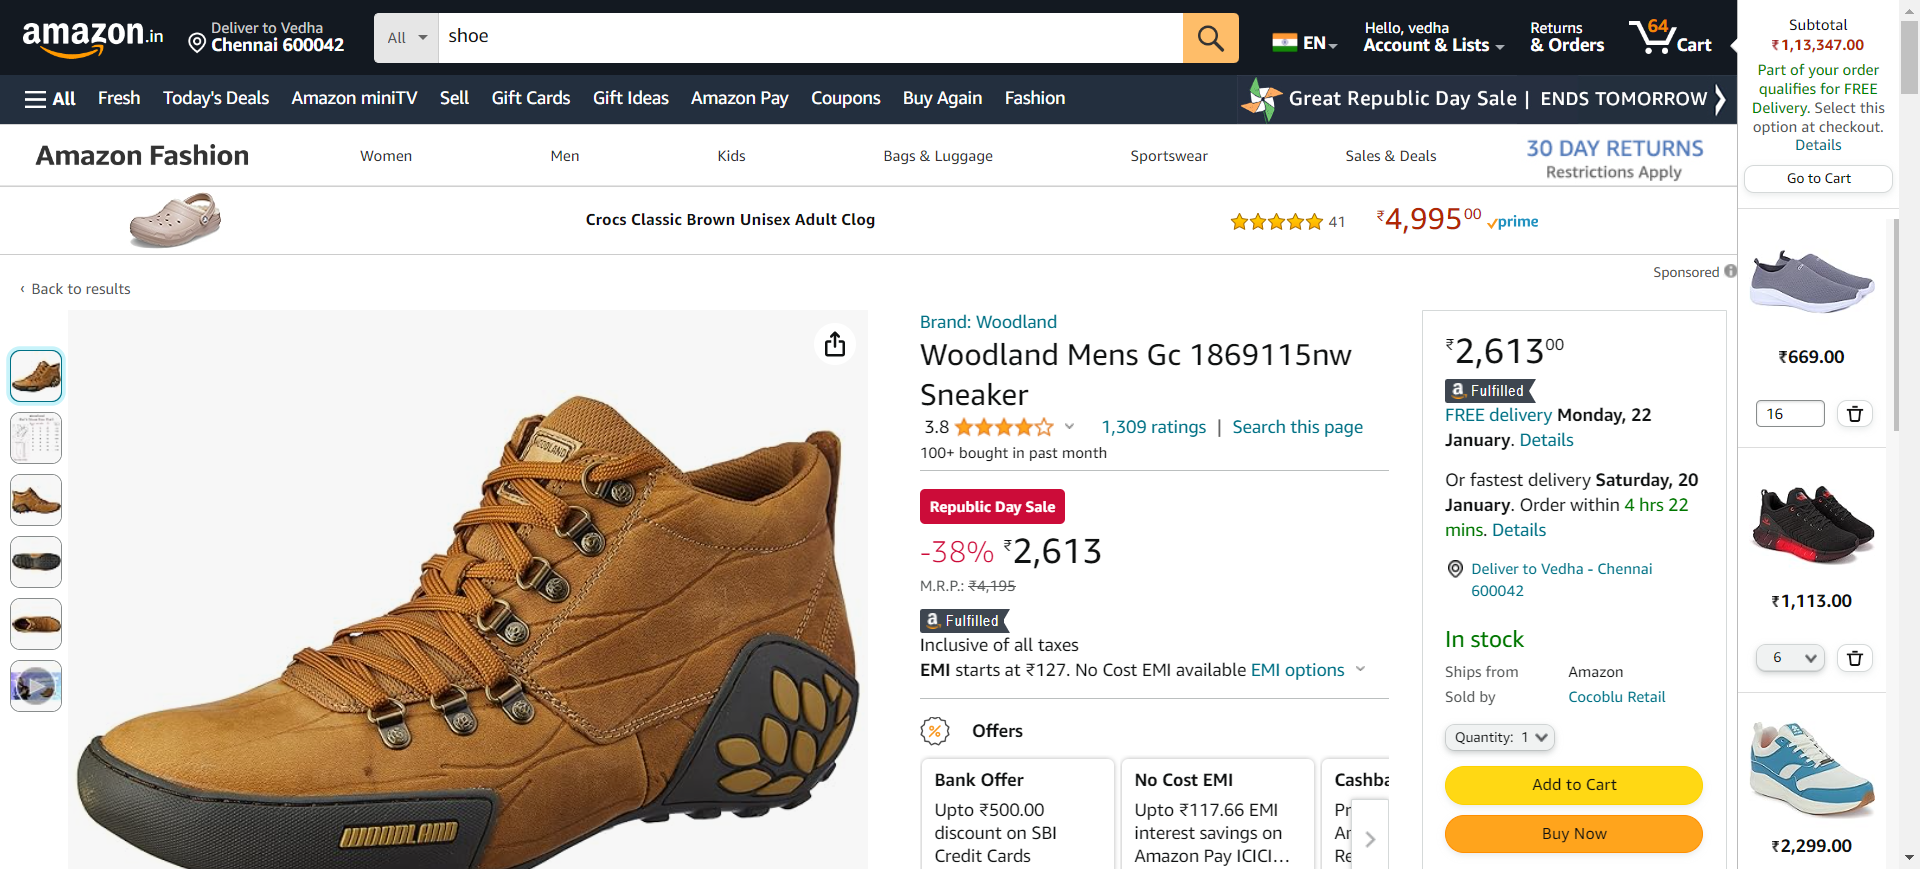 amazon.in
Deliver to Vedha
Chennai 600042
All
shoe
EN
Hello, vedha
Account & Lists
Returns
& Orders
64
Cart
All
Fresh
Today's Deals
Amazon miniTV
Sell
Gift Cards
Gift Ideas
Amazon Pay
Coupons
Buy Again
Fashion
Great Republic Day Sale | ENDS TOMORROW
Amazon Fashion
Women
Men
Kids
Bags & Luggage
Sportswear
Sales & Deals
30 DAY RETURNS
Restrictions Apply
Crocs Classic Brown Unisex Adult Clog
41
₹4,99500
prime
Sponsored
‹ Back to results
WOODLAND
WOODLAND
Brand: Woodland
Woodland Mens Gc 1869115nw
Sneaker
3.8
1,309 ratings | Search this page
100+ bought in past month
Republic Day Sale
-38% ₹2,613
M.R.P.: ₹4,195
a Fulfilled
Inclusive of all taxes
EMI starts at ₹127. No Cost EMI available EMI options
Offers
Bank Offer
Upto ₹500.00
discount on SBI
Credit Cards
No Cost EMI
Upto ₹117.66 EMI
interest savings on
Amazon Pay ICICI…
Cashba
Pr
Ar
Re
₹2,61300
a Fulfilled
FREE delivery Monday, 22
January. Details
Or fastest delivery Saturday, 20
January. Order within 4 hrs 22
mins. Details
Deliver to Vedha - Chennai
600042
In stock
Ships from Amazon
Sold by Cocoblu Retail
Quantity: 1
Add to Cart
Buy Now
Subtotal
₹1,13,347.00
Part of your order
qualifies for FREE
Delivery. Select this
option at checkout.
Details
Go to Cart
₹669.00
16
₹1,113.00
6
₹2,299.00